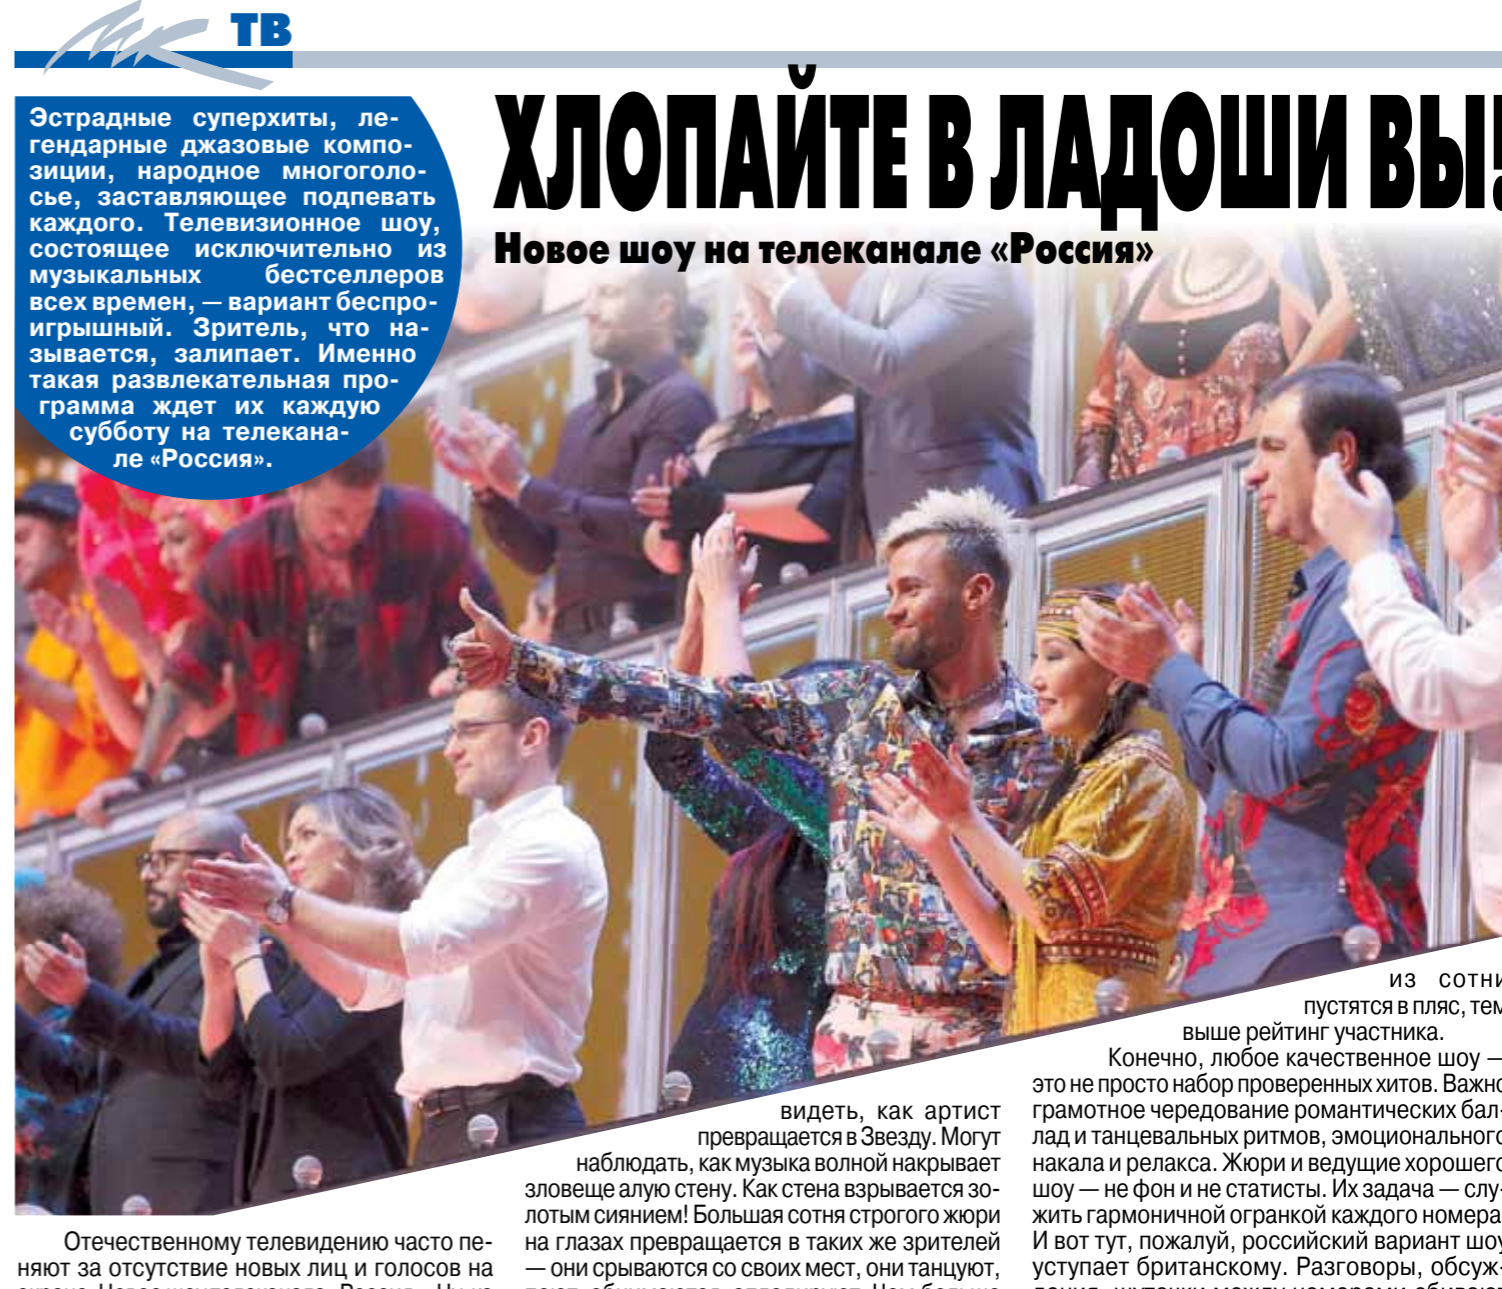 МК ТВ
Эстрадные суперхиты, ле-
гендарные джазовые компо-
зиции, народное многоголо-
сье, заставляющее подпевать
каждого. Телевизионное шоу,
состоящее исключительно из
музыкальных бестселлеров
всех времен, — вариант беспро-
игрышный. Зритель, что на-
зывается, залипает. Именно
такая развлекательная про-
грамма ждет их каждую
субботу на телекана-
ле «Россия».
ХЛОПАЙТЕ В ЛАДОШИ ВЫ!
Новое шоу на телеканале «Россия»
Отечественному телевидению часто пе-
няют за отсутствие новых лиц и голосов на
видеть, как артист
превращается в Звезду. Могут
наблюдать, как музыка волной накрывает
зловеще алую стену. Как стена взрывается зо-
лотым сиянием! Большая сотня строгого жюри
на глазах превращается в таких же зрителей
— они срываются со своих мест, они танцуют,
из сотни
пустятся в пляс, тем
выше рейтинг участника.
Конечно, любое качественное шоу —
это не просто набор проверенных хитов. Важно
грамотное чередование романтических бал-
лад и танцевальных ритмов, эмоционального
накала и релакса. Жюри и ведущие хорошего
шоу — не фон и не статисты. Их задача — слу-
жить гармоничной огранкой каждого номера.
И вот тут, пожалуй, российский вариант шоу
уступает британскому. Разговоры, обсуж-